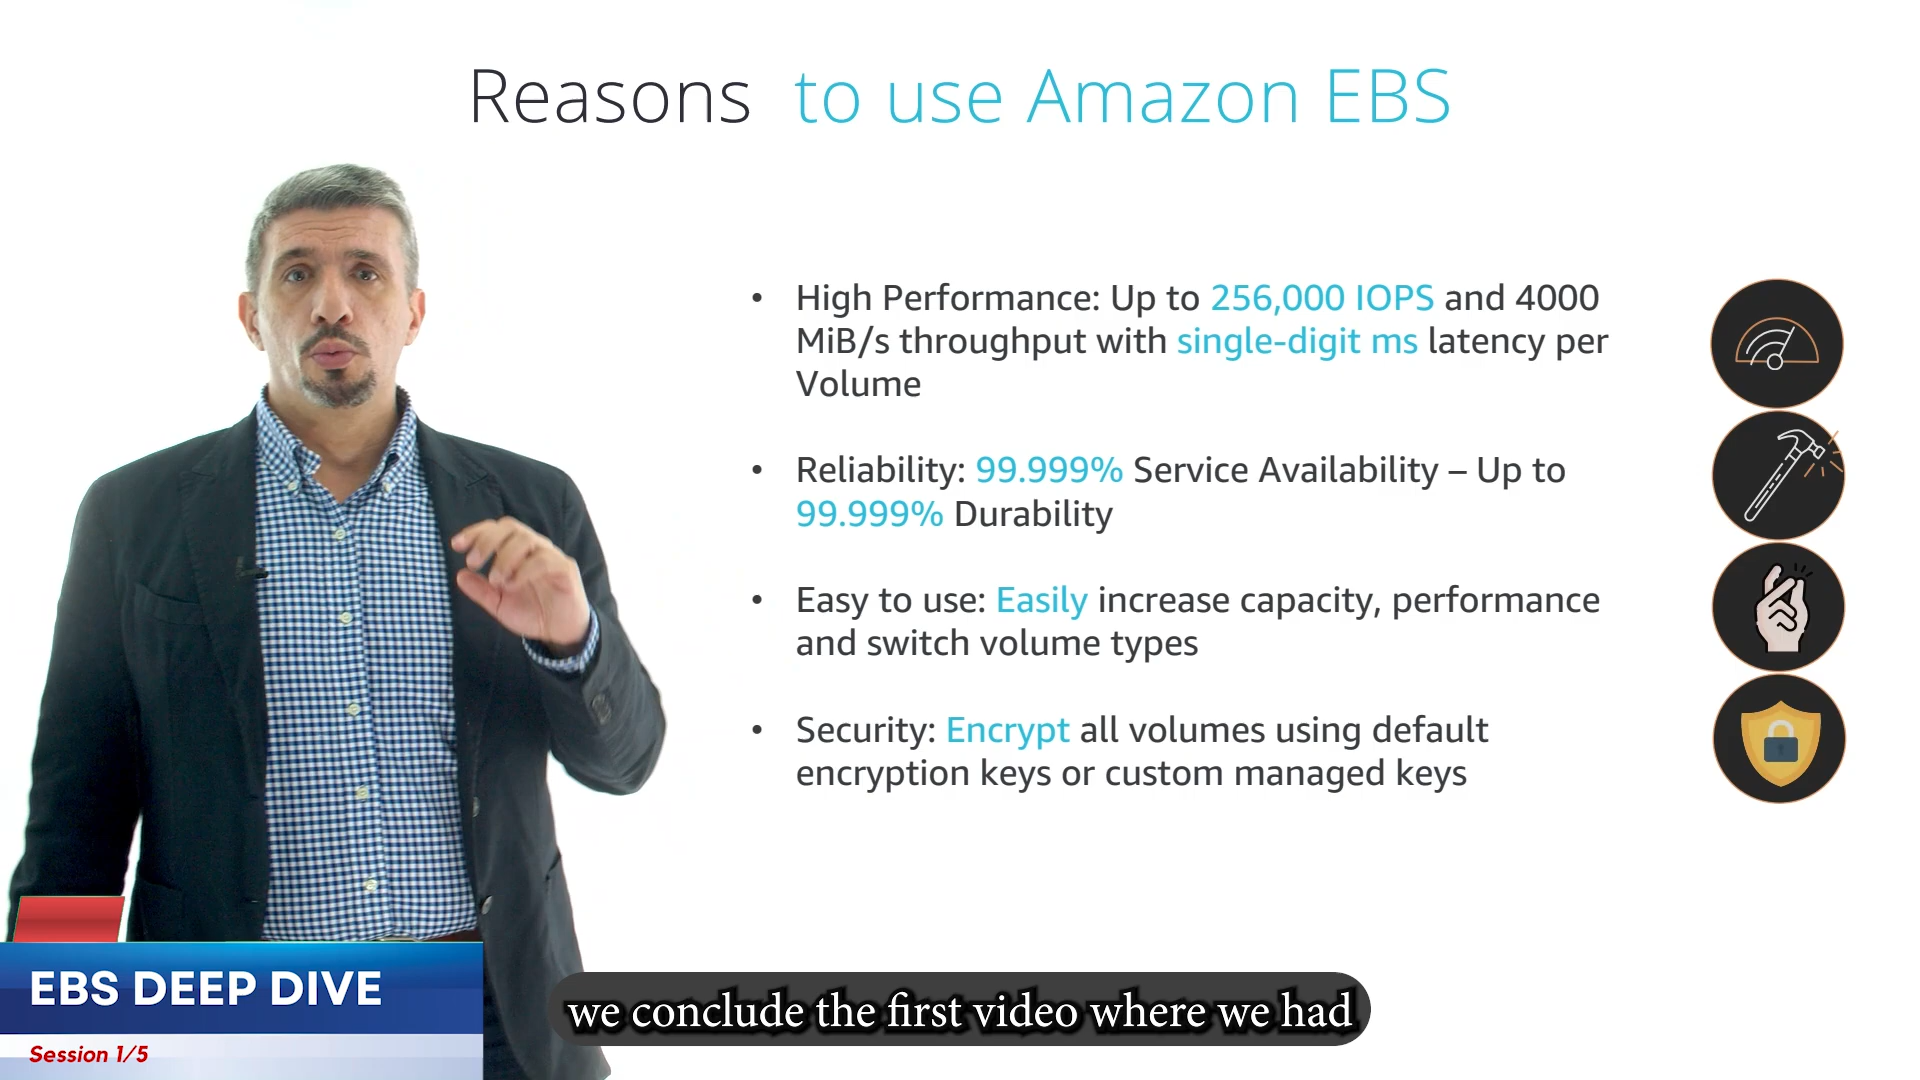 Reasons to use Amazon EBS
• High Performance: Up to 256,000 IOPS and 4000
MiB/s throughput with single-digit ms latency per
Volume
• Reliability: 99.999% Service Availability – Up to
99.999% Durability
• Easy to use: Easily increase capacity, performance
and switch volume types
• Security: Encrypt all volumes using default
encryption keys or custom managed keys
EBS DEEP DIVE
Session 1/5
we conclude the first video where we had